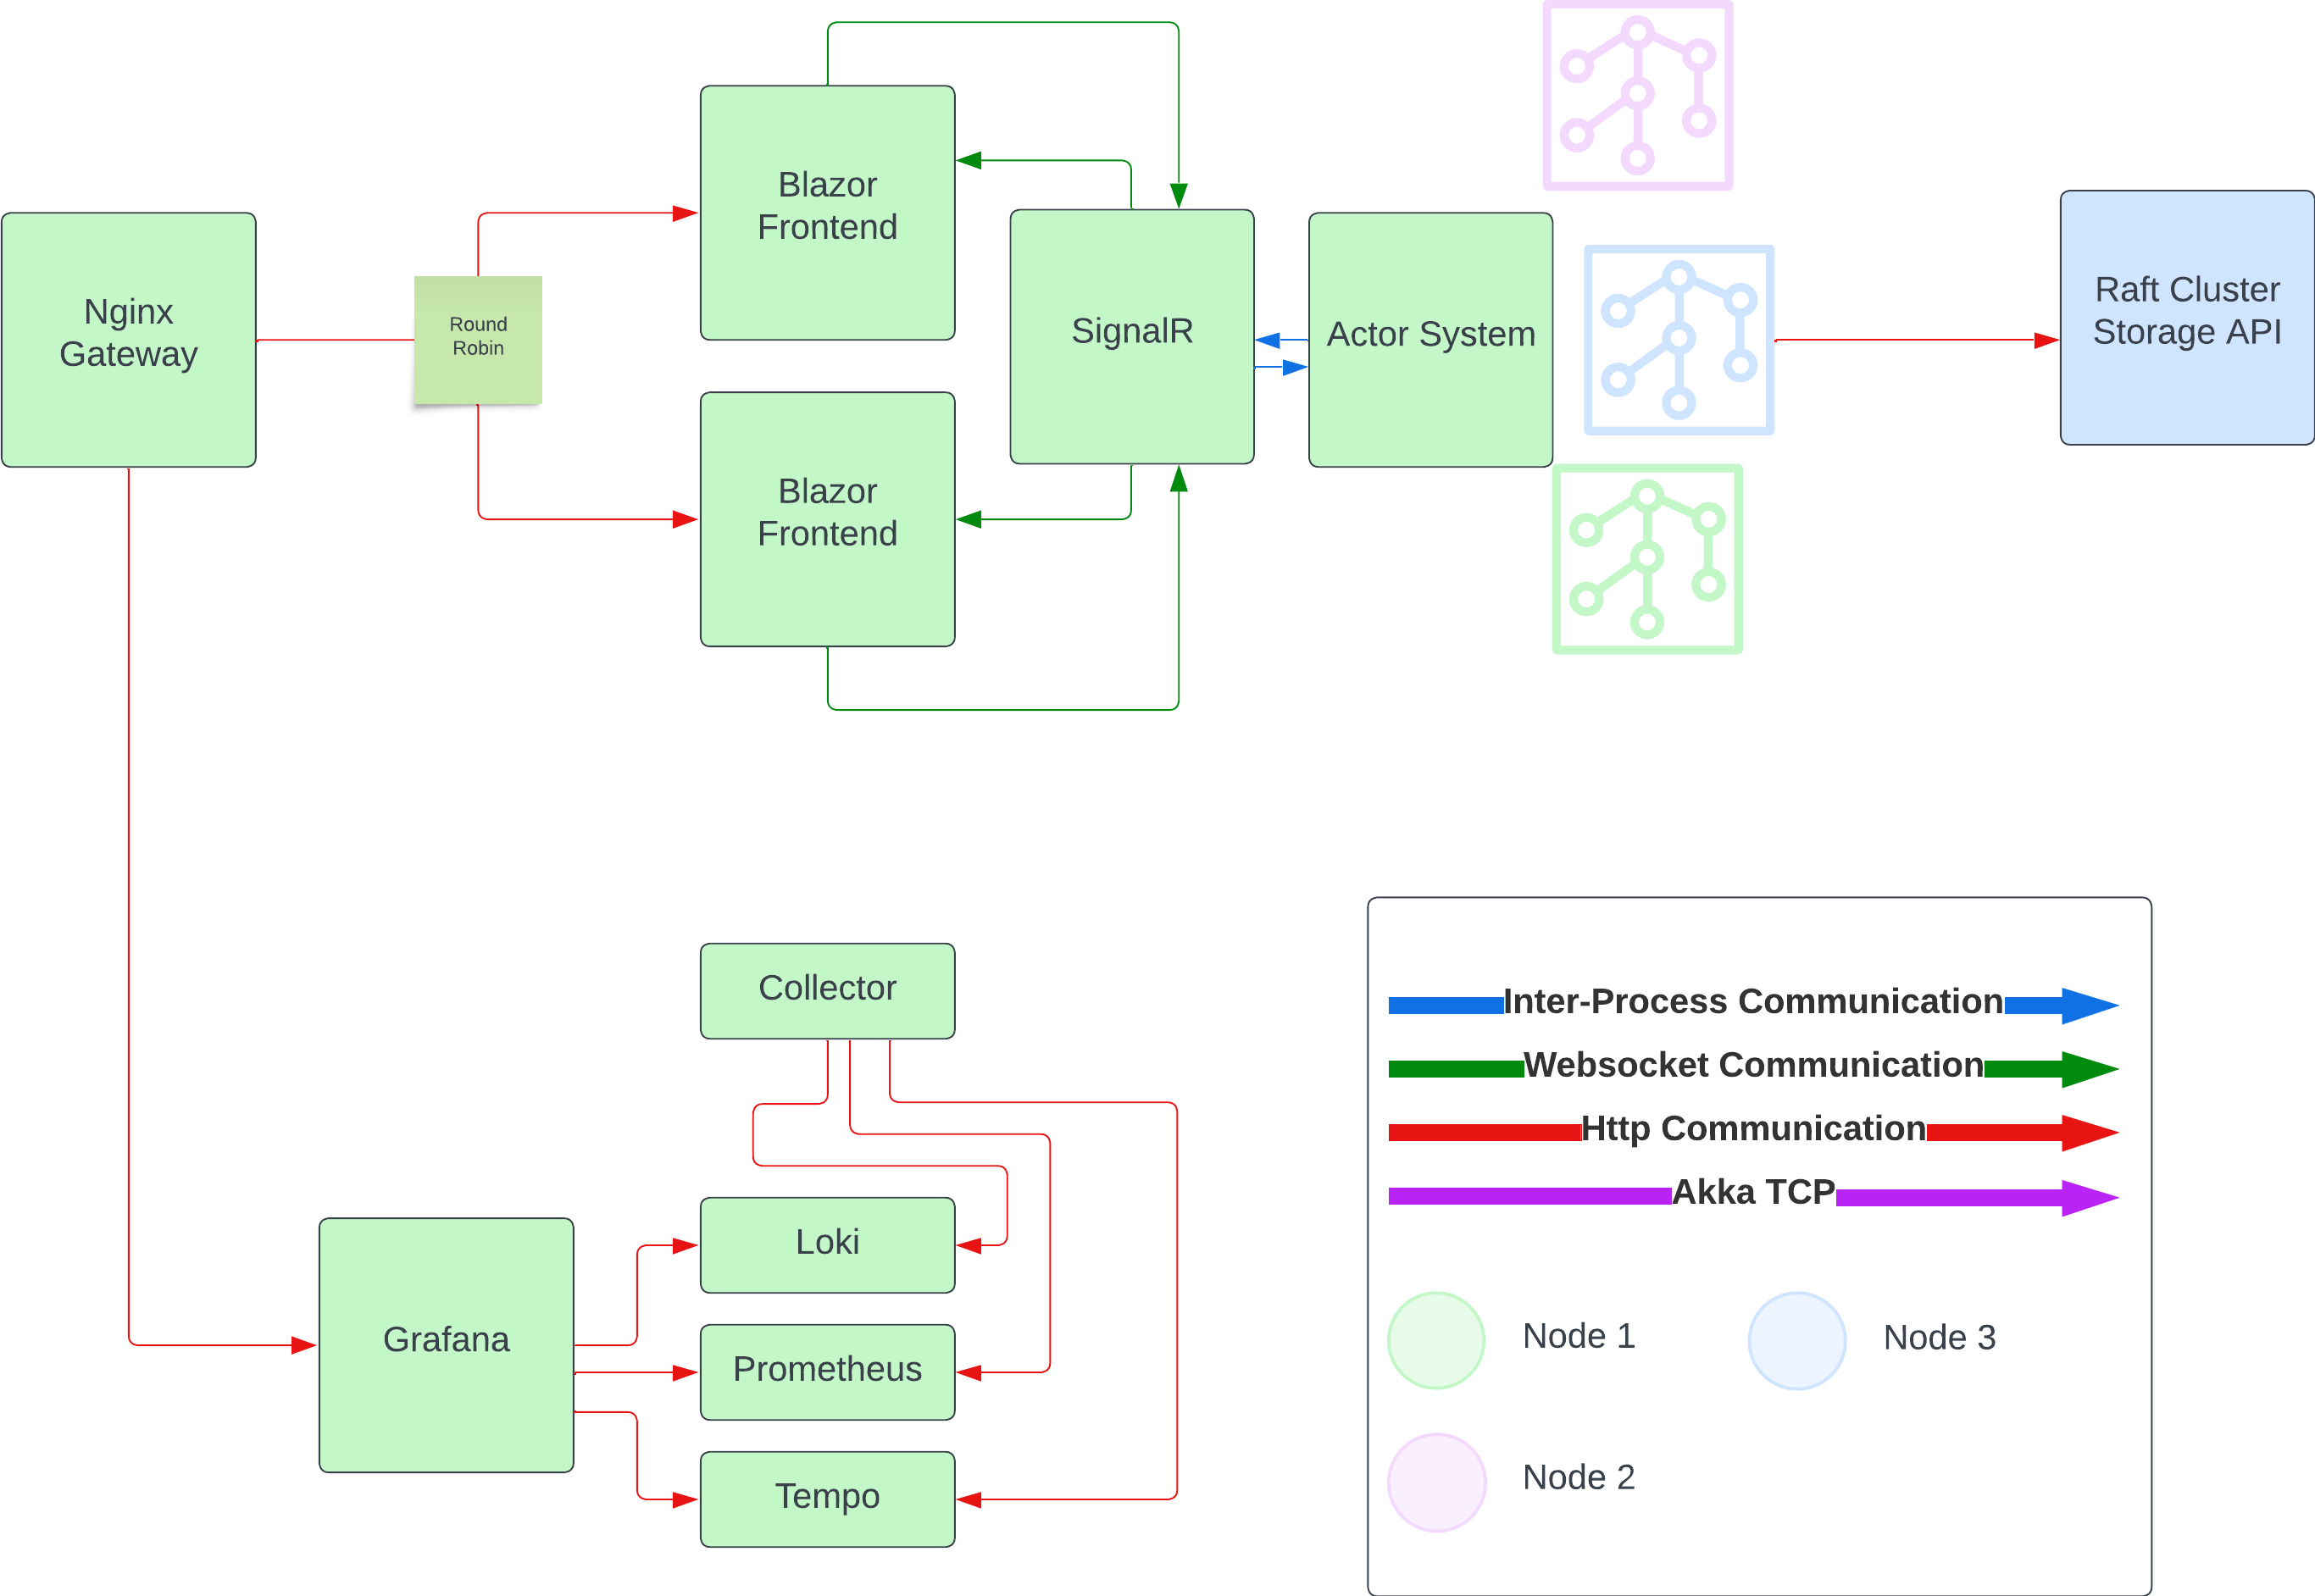 Nginx
Gateway
Round
Robin
Blazor
Frontend
Blazor
Frontend
SignalR
Actor System
Raft Cluster
Storage API
Collector
Loki
Prometheus
Tempo
Grafana
Inter-Process Communication
Websocket Communication
Http Communication
Akka TCP
Node 1
Node 3
Node 2